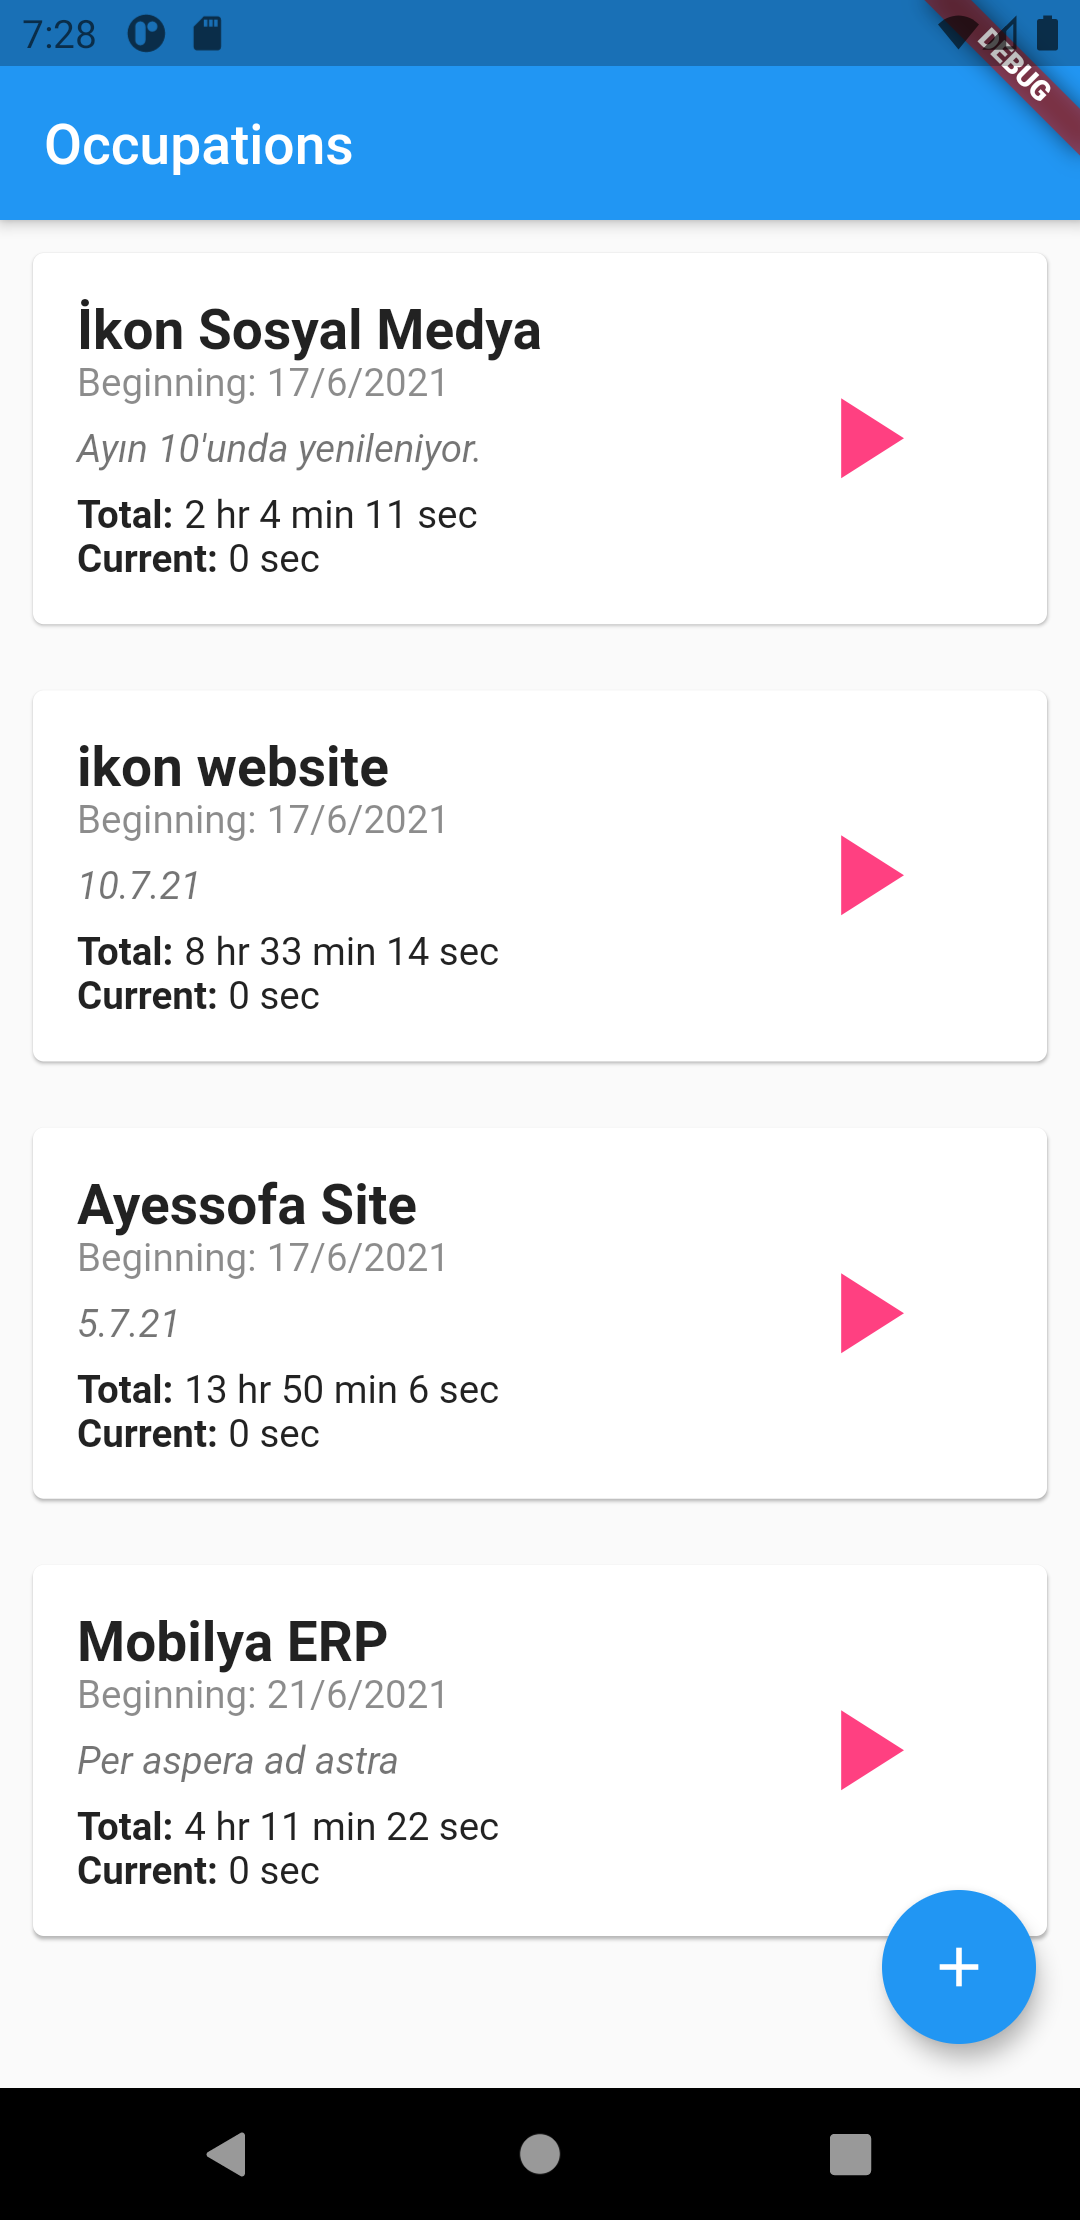 7:28
DEBUG
Occupations
İkon Sosyal Medya
Beginning: 17/6/2021
Ayın 10'unda yenileniyor.
Total: 2 hr 4 min 11 sec
Current: 0 sec
ikon website
Beginning: 17/6/2021
10.7.21
Total: 8 hr 33 min 14 sec
Current: 0 sec
Ayessofa Site
Beginning: 17/6/2021
5.7.21
Total: 13 hr 50 min 6 sec
Current: 0 sec
Mobilya ERP
Beginning: 21/6/2021
Per aspera ad astra
Total: 4 hr 11 min 22 sec
Current: 0 sec